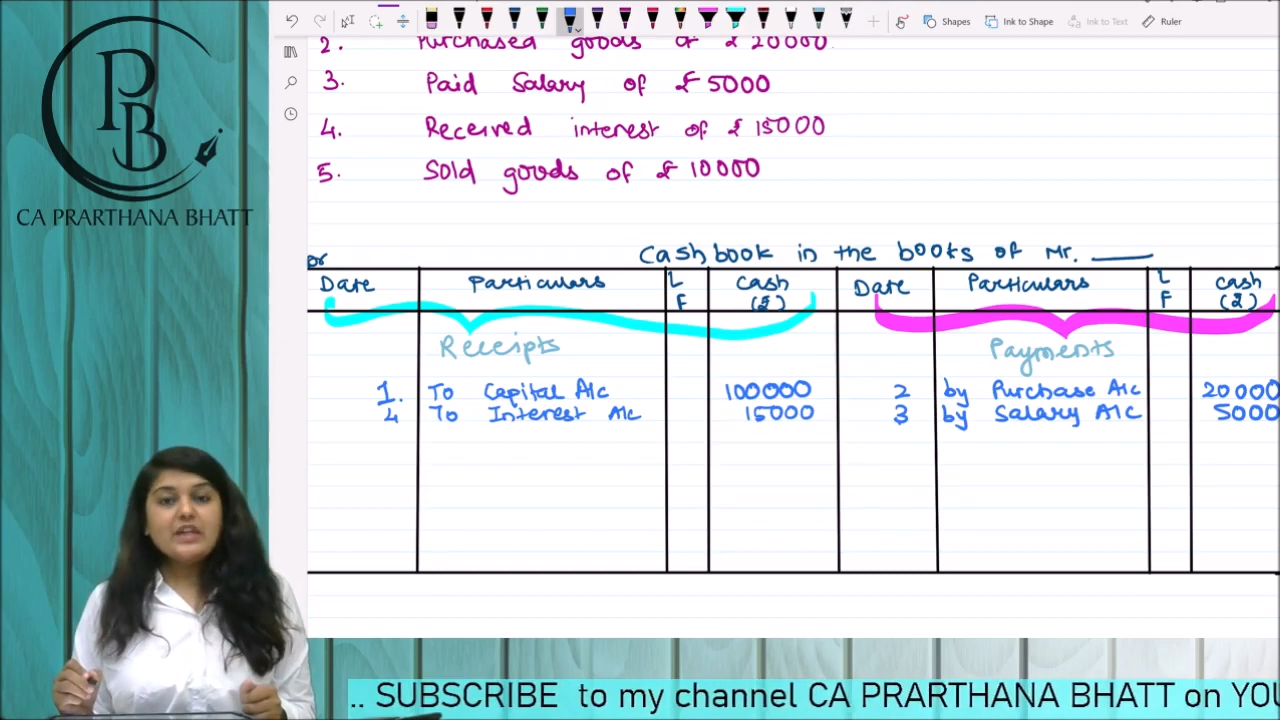 Shapes
Ink to Shape
Ink to Text
Ruler
2. Purchased goods of ₹ 20000
3. Paid Salary of ₹ 5000
4. Received interest of ₹ 15000
5. Sold goods of ₹ 10000
Dr Cashbook in the books of Mr. ____
Date Particulars L F Cash (₹) Date Particulars L F Cash (₹)
Receipts Payments
1. To Capital A/c 100000 2 by Purchase A/c 20000
4 To Interest A/c 15000 3 by Salary A/c 5000
P
B
CA PRARTHANA BHATT
.. SUBSCRIBE to my channel CA PRARTHANA BHATT on YOU